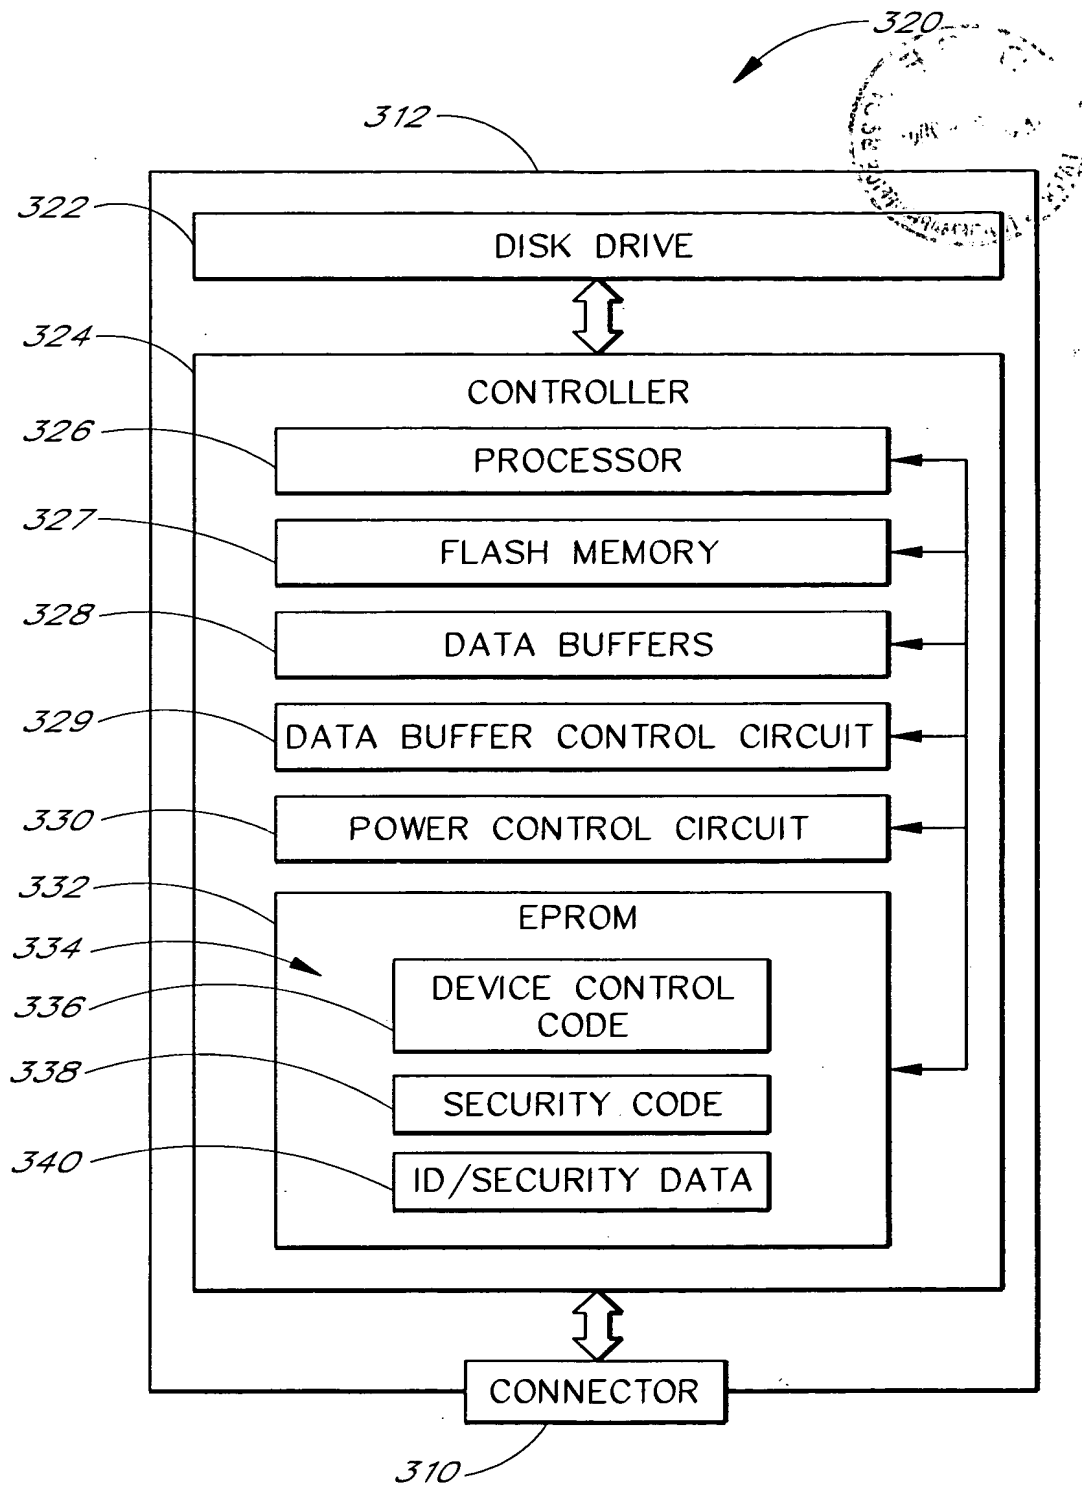 320
312
322
DISK DRIVE
324
CONTROLLER
326
PROCESSOR
327
FLASH MEMORY
328
DATA BUFFERS
329
DATA BUFFER CONTROL CIRCUIT
330
POWER CONTROL CIRCUIT
332
EPROM
334
336
DEVICE CONTROL
CODE
338
SECURITY CODE
340
ID/SECURITY DATA
CONNECTOR
310